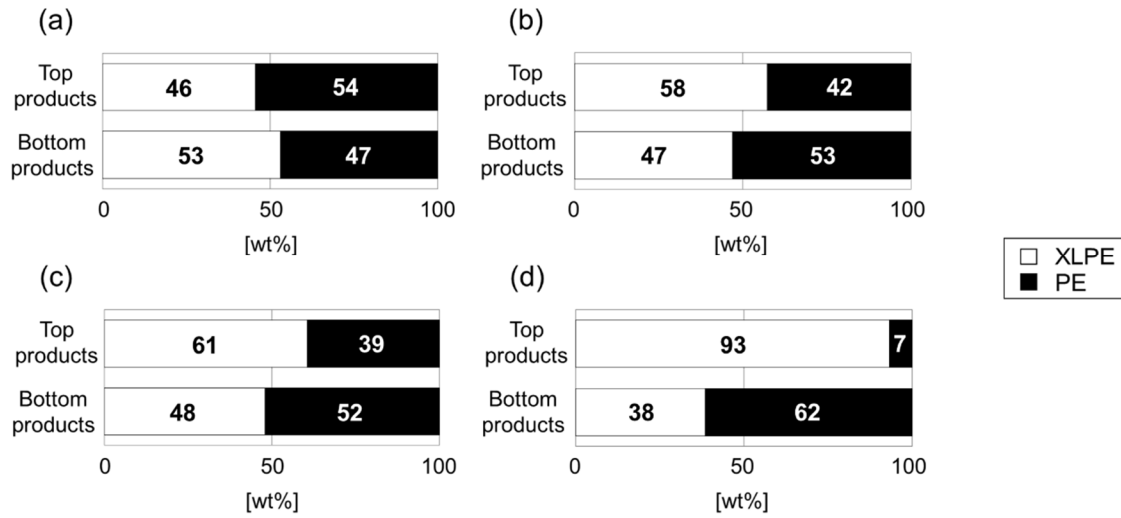 (a)
Top
products
46
54
Bottom
products
53
47
0
50
100
[wt%]
(b)
Top
products
58
42
Bottom
products
47
53
0
50
100
[wt%]
XLPE
PE
(c)
Top
products
61
39
Bottom
products
48
52
0
50
100
[wt%]
(d)
Top
products
93
7
Bottom
products
38
62
0
50
100
[wt%]